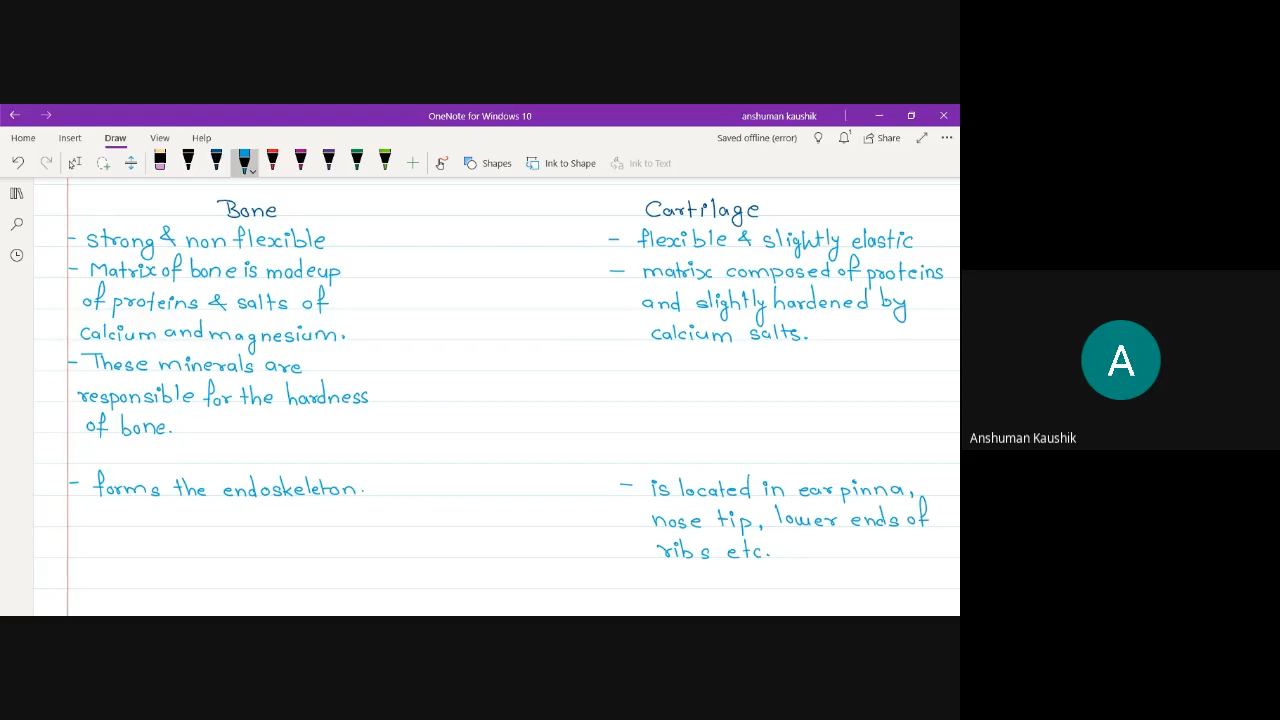 OneNote for Windows 10
anshuman kaushik
Home Insert Draw View Help
Saved offline (error)
Share
Shapes
Ink to Shape
Ink to Text
Bone
- strong & non flexible
- Matrix of bone is madeup
of proteins & salts of
calcium and magnesium.
- These minerals are
responsible for the hardness
of bone.
- forms the endoskeleton.
Cartilage
- flexible & slightly elastic
- matrix composed of proteins
and slightly hardened by
calcium salts.
- is located in ear pinna,
nose tip, lower ends of
ribs etc.
A
Anshuman Kaushik